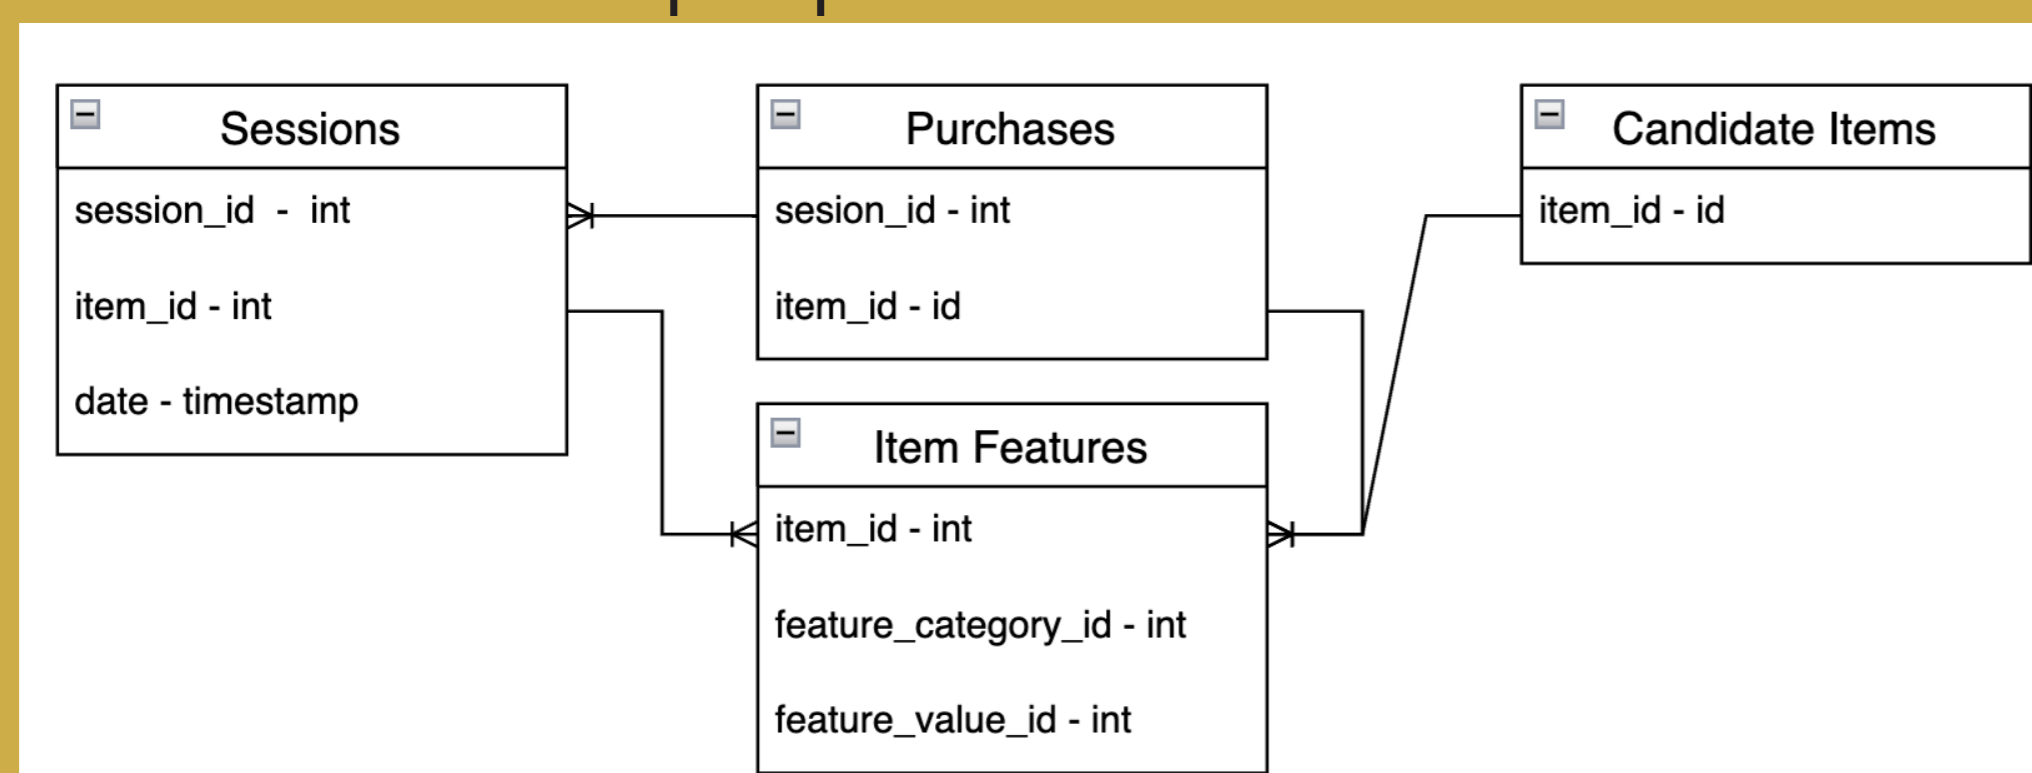 Sessions
session_id - int
item_id - int
date - timestamp
Purchases
sesion_id - int
item_id - id
Item Features
item_id - int
feature_category_id - int
feature_value_id - int
Candidate Items
item_id - id